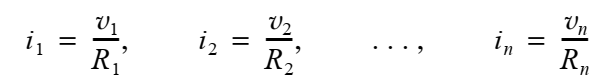 i₁ = v₁/R₁, i₂ = v₂/R₂, . . . , iₙ = vₙ/Rₙ